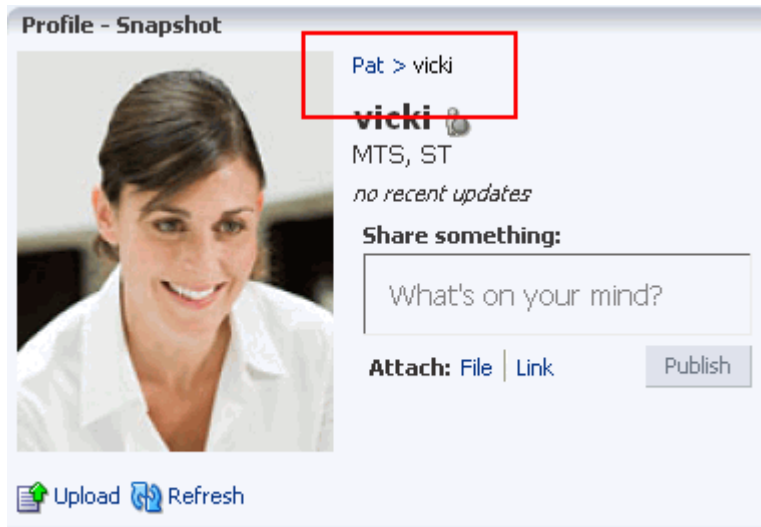 Profile - Snapshot
Pat > vicki
vicki
MTS, ST
no recent updates
Share something:
What's on your mind?
Attach: File | Link Publish
Upload Refresh